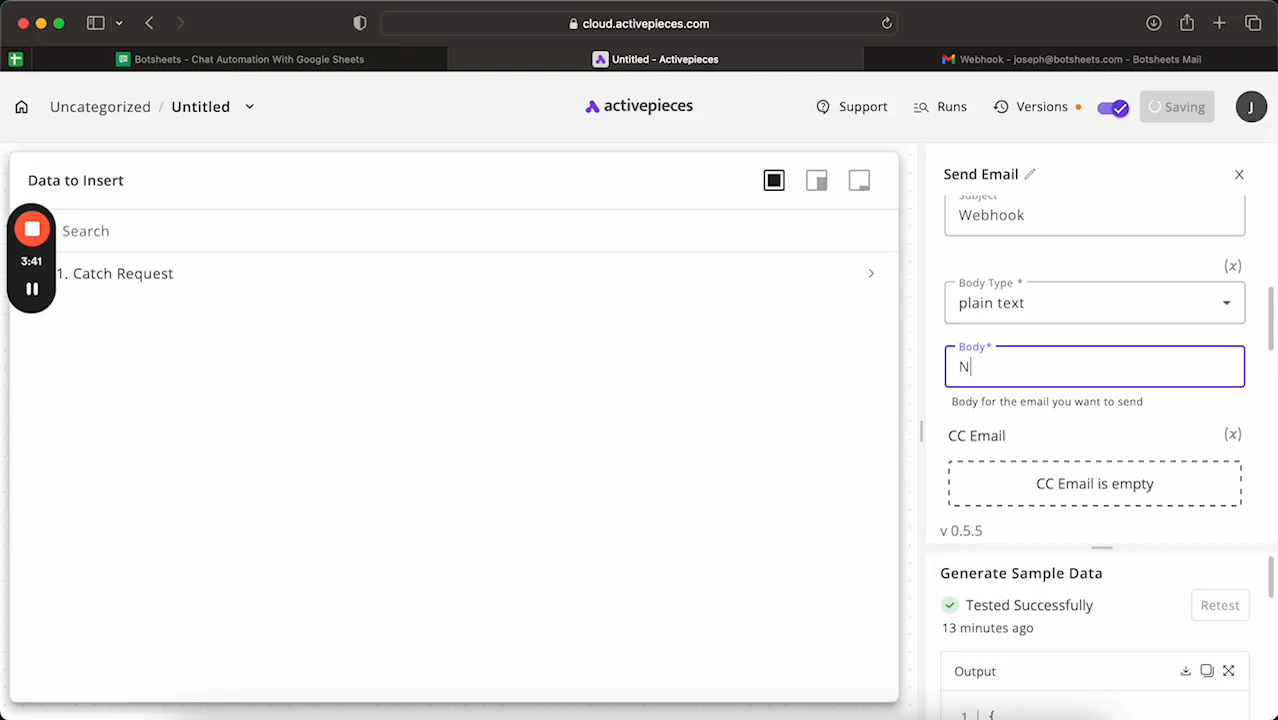 cloud.activepieces.com
Botsheets - Chat Automation With Google Sheets
Untitled - Activepieces
Webhook - joseph@botsheets.com - Botsheets Mail
Uncategorized / Untitled
activepieces
Support
Runs
Versions
Saving
J
Data to Insert
Search
1. Catch Request
3:41
Send Email
Subject
Webhook
(x)
Body Type *
plain text
Body*
N
Body for the email you want to send
CC Email
(x)
CC Email is empty
v 0.5.5
Generate Sample Data
Tested Successfully
Retest
13 minutes ago
Output
1 {